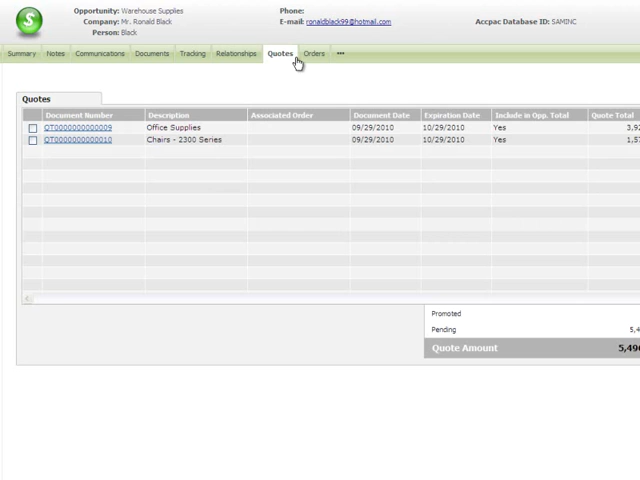 S
Opportunity: Warehouse Supplies
Company: Mr. Ronald Black
Person: Black
Phone:
E-mail: ronaldblack99@hotmail.com
Accpac Database ID: SAMINC
Summary Notes Communications Documents Tracking Relationships Quotes Orders •••
Quotes
Document Number Description Associated Order Document Date Expiration Date Include in Opp. Total Quote Total
QT0000000000009 Office Supplies 09/29/2010 10/29/2010 Yes 3,92
QT0000000000010 Chairs - 2300 Series 09/29/2010 10/29/2010 Yes 1,57
Promoted
Pending 5,4
Quote Amount 5,496